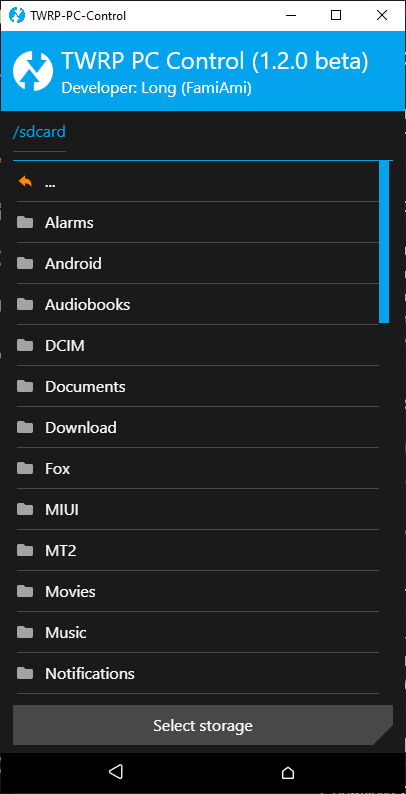 TWRP-PC-Control
TWRP PC Control (1.2.0 beta)
Developer: Long (FamiAmi)
/sdcard
...
Alarms
Android
Audiobooks
DCIM
Documents
Download
Fox
MIUI
MT2
Movies
Music
Notifications
Select storage